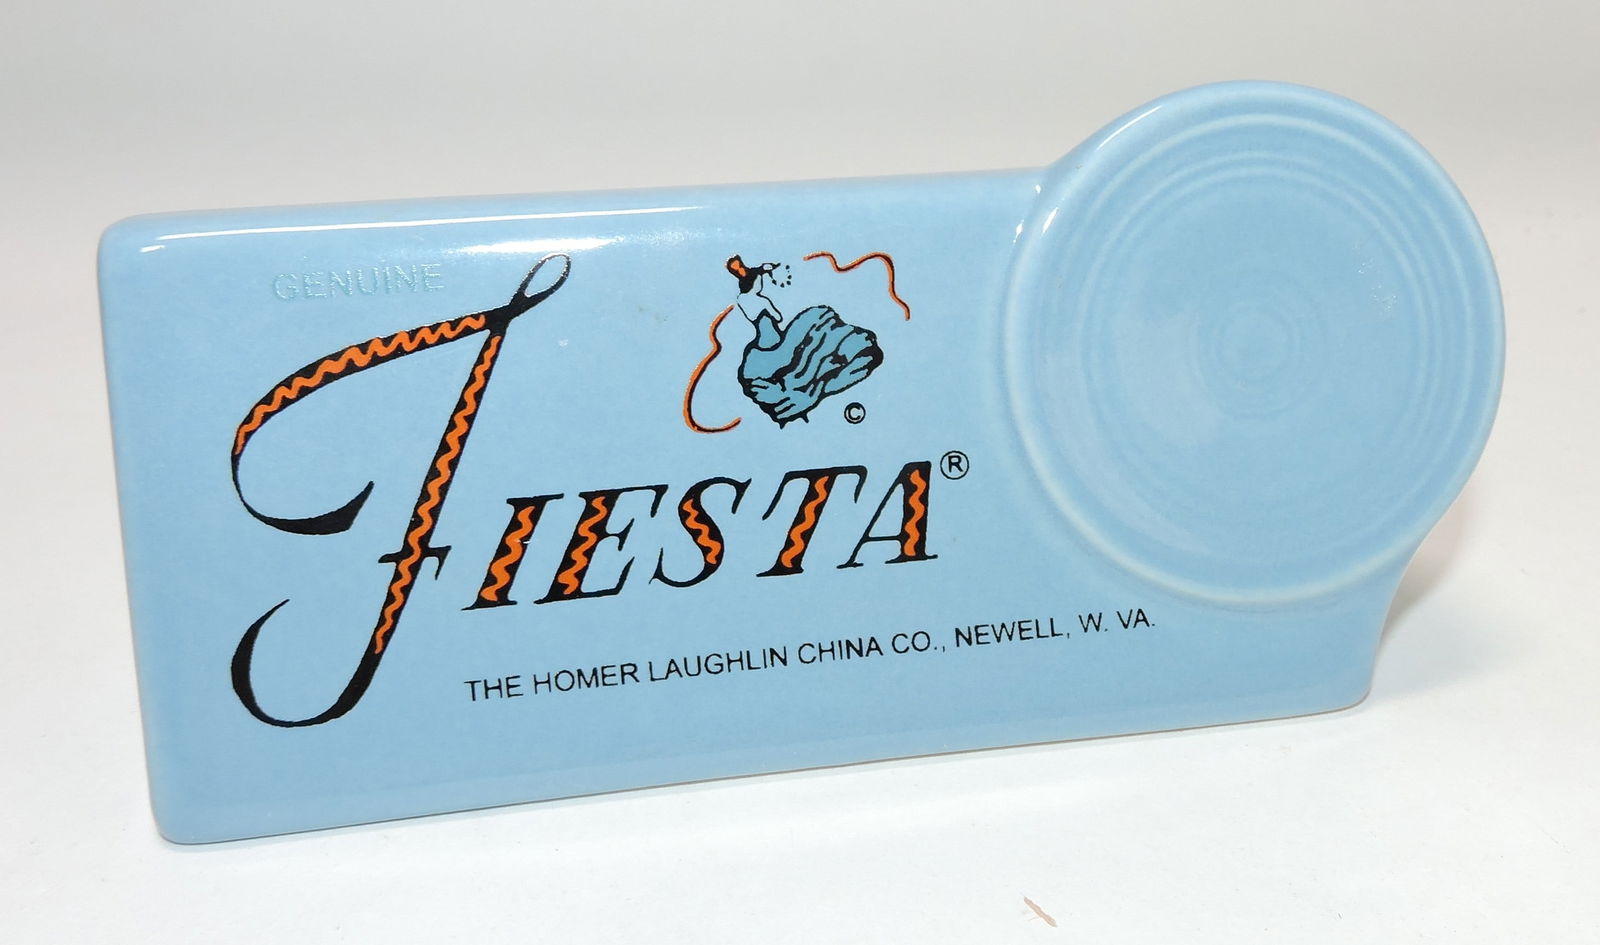 GENUINE
©
FIESTA®
THE HOMER LAUGHLIN CHINA CO., NEWELL, W. VA.